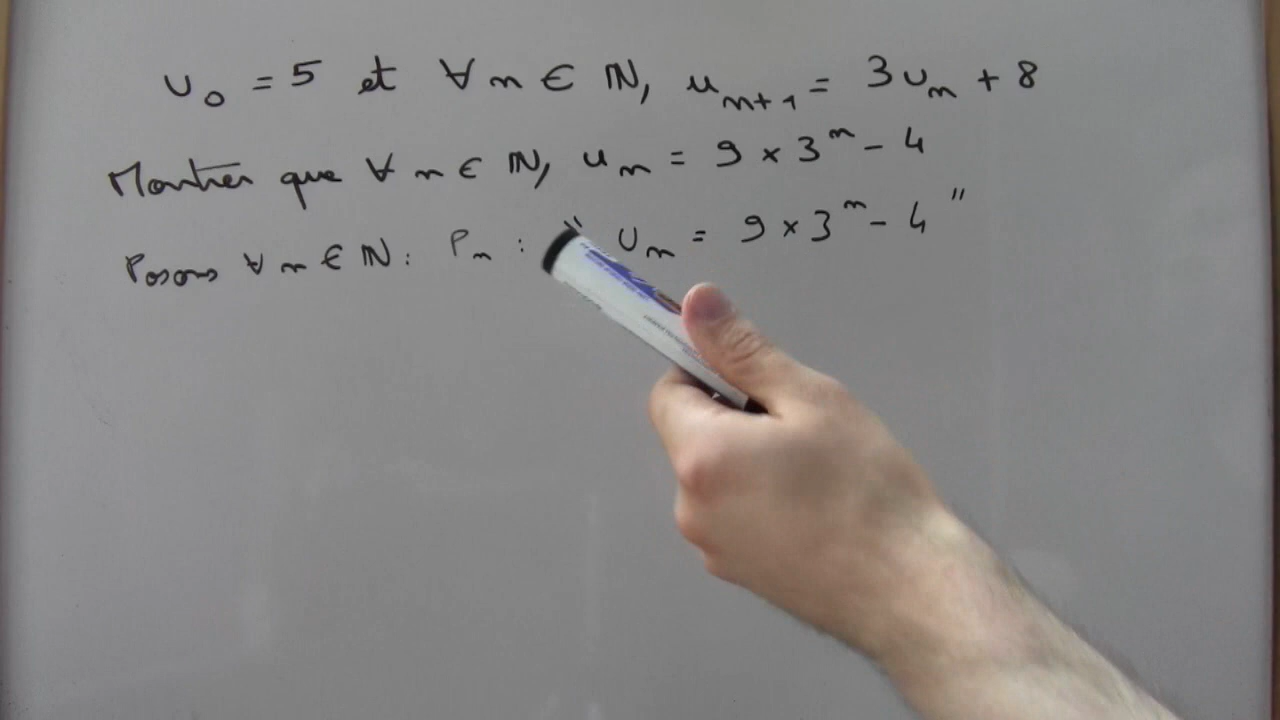 u₀ = 5 et ∀ n ∈ ℕ, uₙ₊₁ = 3uₙ + 8
Montrer que ∀ n ∈ ℕ, uₙ = 9 × 3ⁿ - 4
Posons ∀ n ∈ ℕ : Pₙ : " uₙ = 9 × 3ⁿ - 4 "